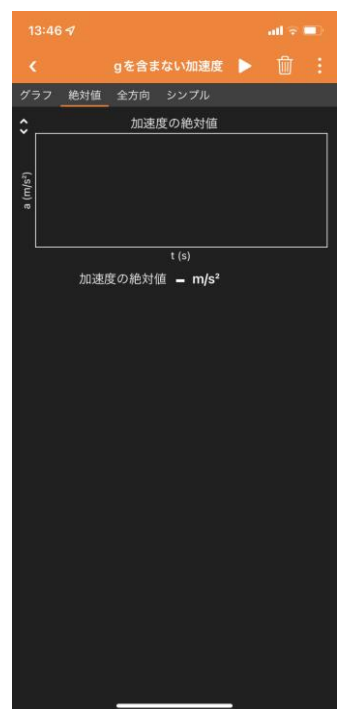 13:46
gを含まない加速度
グラフ 絶対値 全方向 シンプル
加速度の絶対値
a (m/s²)
t (s)
加速度の絶対値 – m/s²